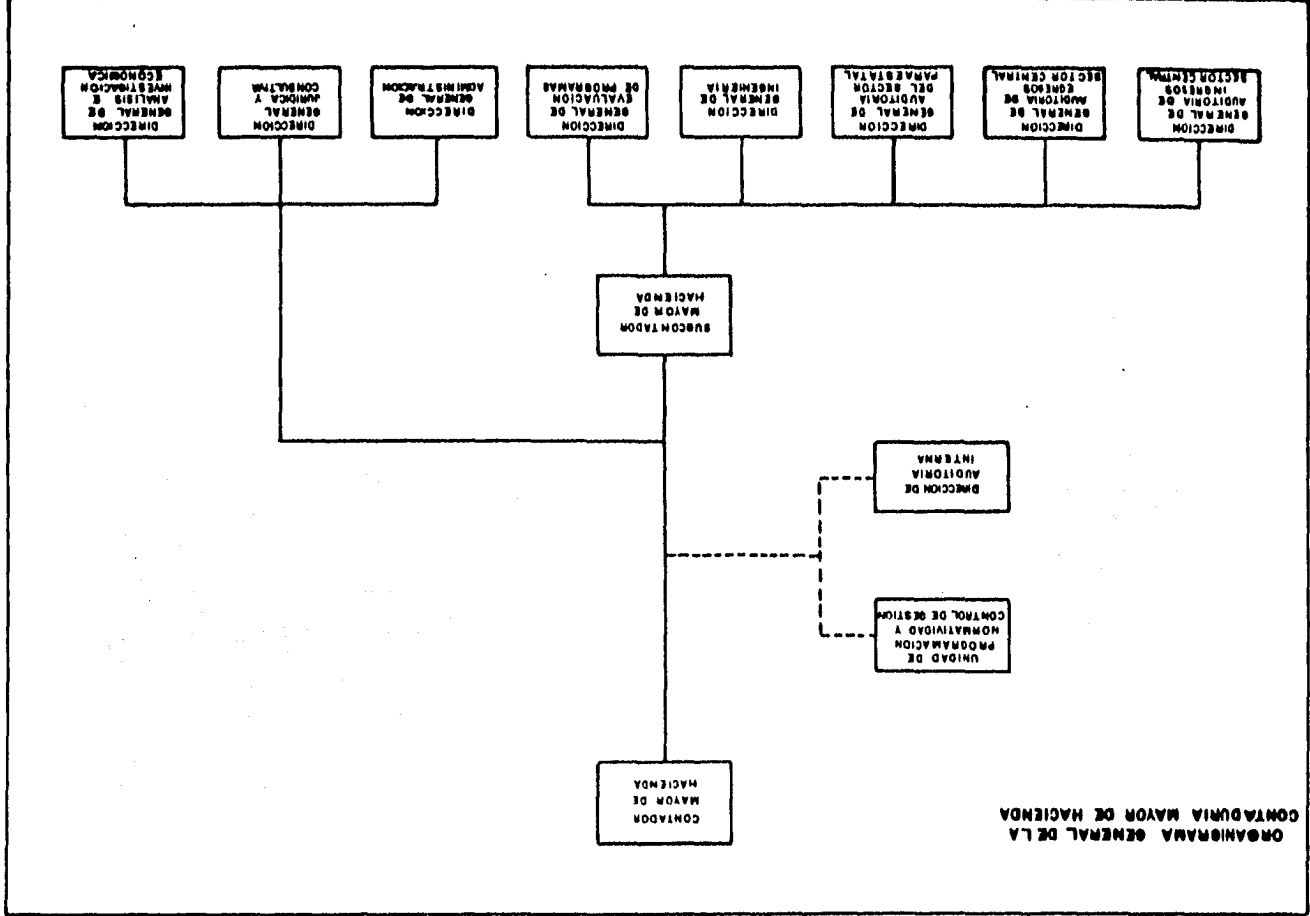 ORGANIGRAMA GENERAL DE LA
CONTADURIA MAYOR DE HACIENDA
CONTADOR
MAYOR DE
HACIENDA
UNIDAD DE
PROGRAMACION
NORMATIVIDAD Y
CONTROL DE GESTION
DIRECCION DE
AUDITORIA
INTERNA
SUBCONTADOR
MAYOR DE
HACIENDA
DIRECCION
GENERAL DE
AUDITORIA DE
INGRESOS
SECTOR CENTRAL
DIRECCION
GENERAL DE
AUDITORIA DE
EGRESOS
SECTOR CENTRAL
DIRECCION
GENERAL DE
AUDITORIA
DEL SECTOR
PARAESTATAL
DIRECCION
GENERAL DE
INGENIERIA
DIRECCION
GENERAL DE
EVALUACION
DE PROGRAMAS
DIRECCION
GENERAL DE
ADMINISTRACION
DIRECCION
GENERAL
JURIDICA Y
CONSULTIVA
DIRECCION
GENERAL DE
ANALISIS E
INVESTIGACION
ECONOMICA